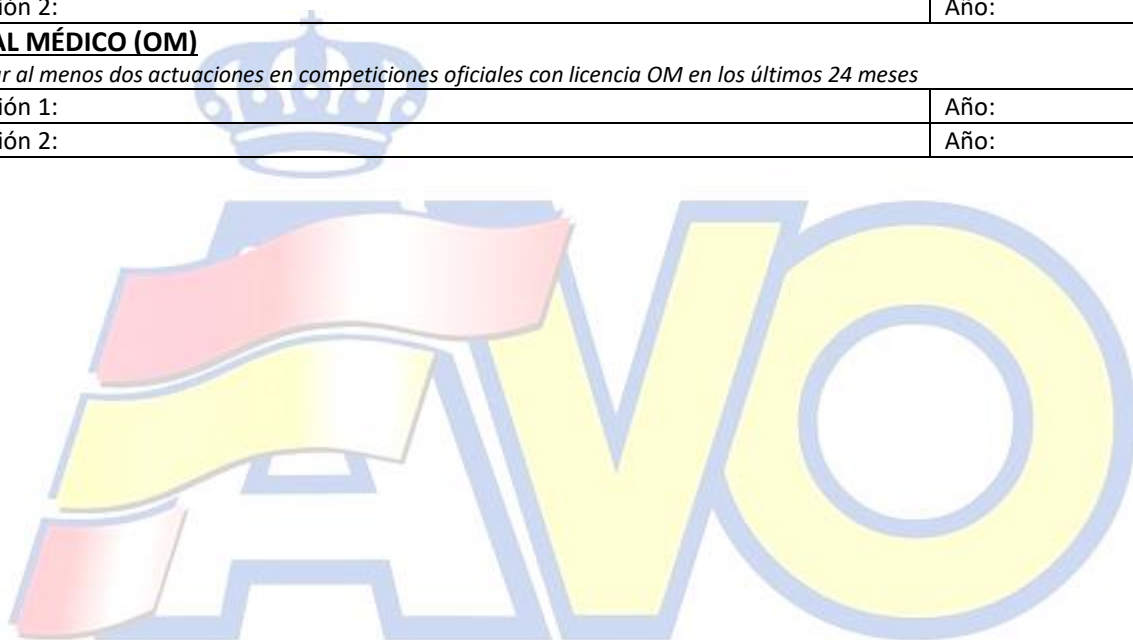 ión 2: Año:
AL MÉDICO (OM)
ar al menos dos actuaciones en competiciones oficiales con licencia OM en los últimos 24 meses
ión 1: Año:
ión 2: Año:
AVO